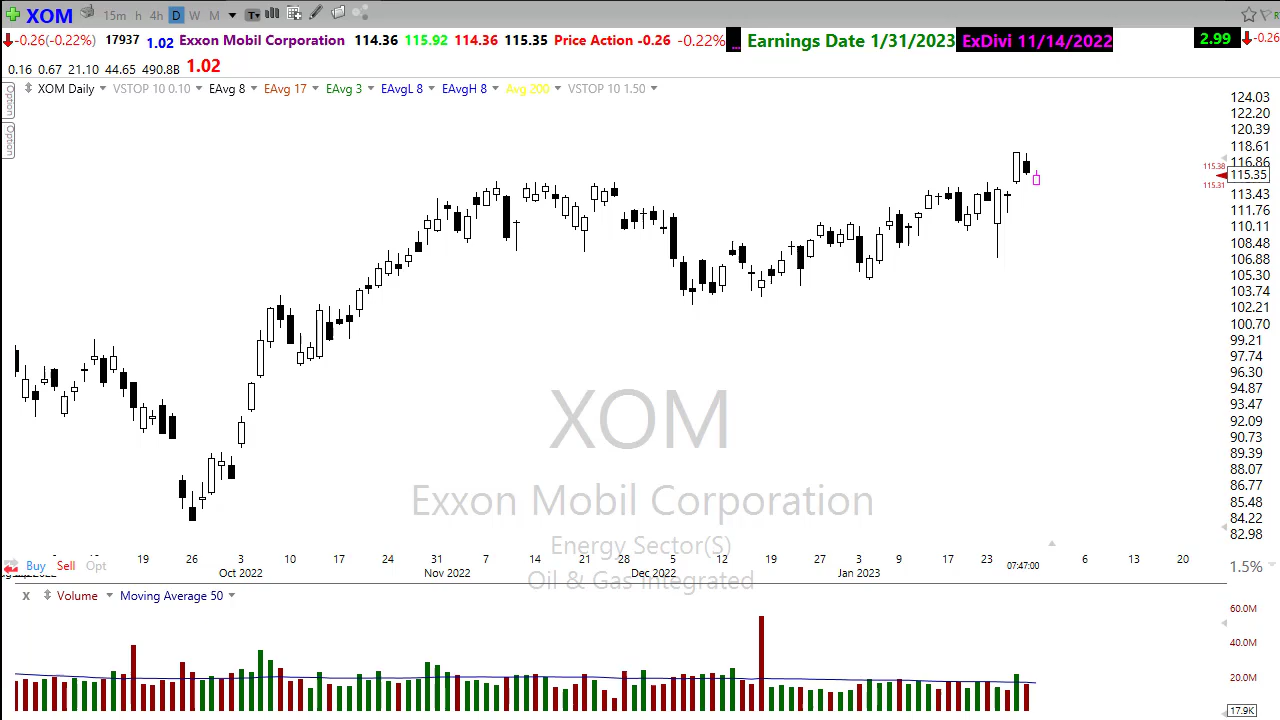 XOM 15m h 4h D W M T
-0.26(-0.22%) 17937 1.02 Exxon Mobil Corporation 114.36 115.92 114.36 115.35 Price Action -0.26 -0.22% ... Earnings Date 1/31/2023 ExDivi 11/14/2022 2.99 -0.26
0.16 0.67 21.10 44.65 490.8B 1.02
Option
Option
XOM Daily VSTOP 10 0.10 EAvg 8 EAvg 17 EAvg 3 EAvgL 8 EAvgH 8 Avg 200 VSTOP 10 1.50
124.03
122.20
120.39
118.61
116.86
115.38
115.35
115.31
113.43
111.76
110.11
108.48
106.88
105.30
103.74
102.21
100.70
99.21
97.74
96.30
94.87
93.47
92.09
90.73
89.39
88.07
86.77
85.48
84.22
82.98
XOM
Exxon Mobil Corporation
Energy Sector(S)
Oil & Gas Integrated
19 26 3 10 17 24 31 7 14 21 28 5 12 19 27 3 9 17 23 07:47:00 6 13 20
Buy Sell Opt 1.5%
Oct 2022 Nov 2022 Dec 2022 Jan 2023
x Volume Moving Average 50
60.0M
40.0M
20.0M
17.9K